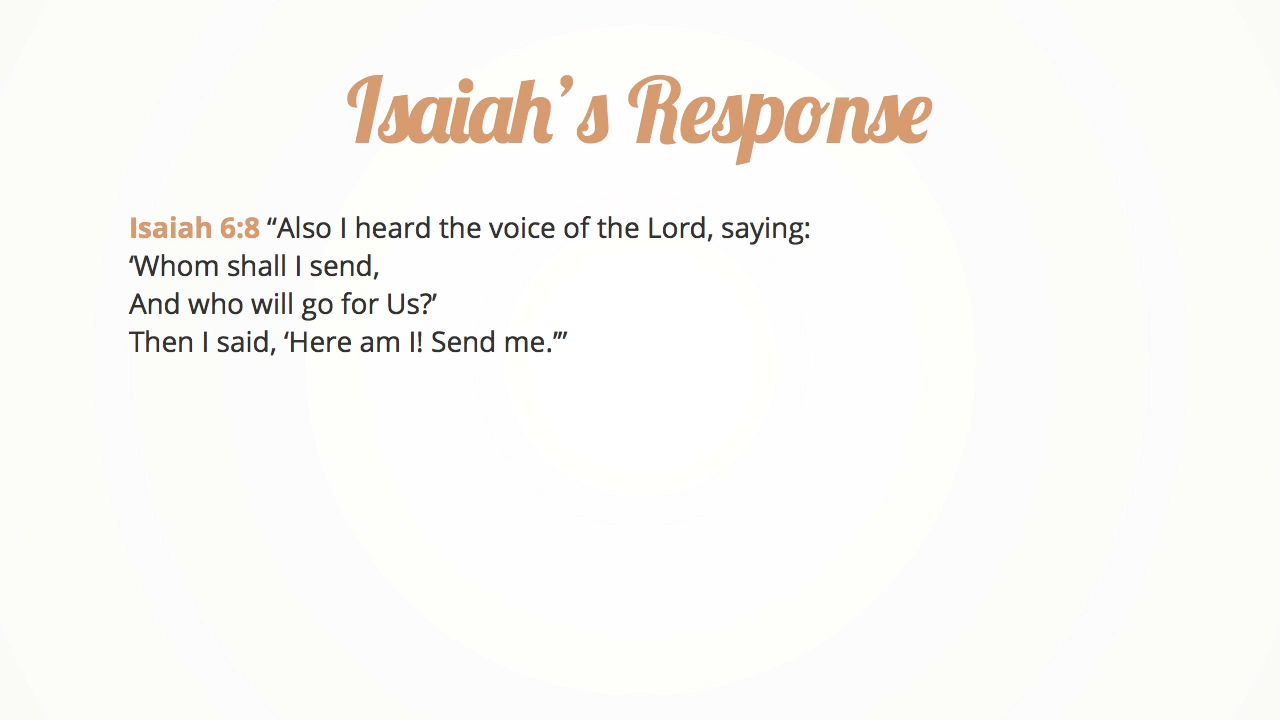 Isaiah’s Response
Isaiah 6:8 “Also I heard the voice of the Lord, saying:
‘Whom shall I send,
And who will go for Us?’
Then I said, ‘Here am I! Send me.’”